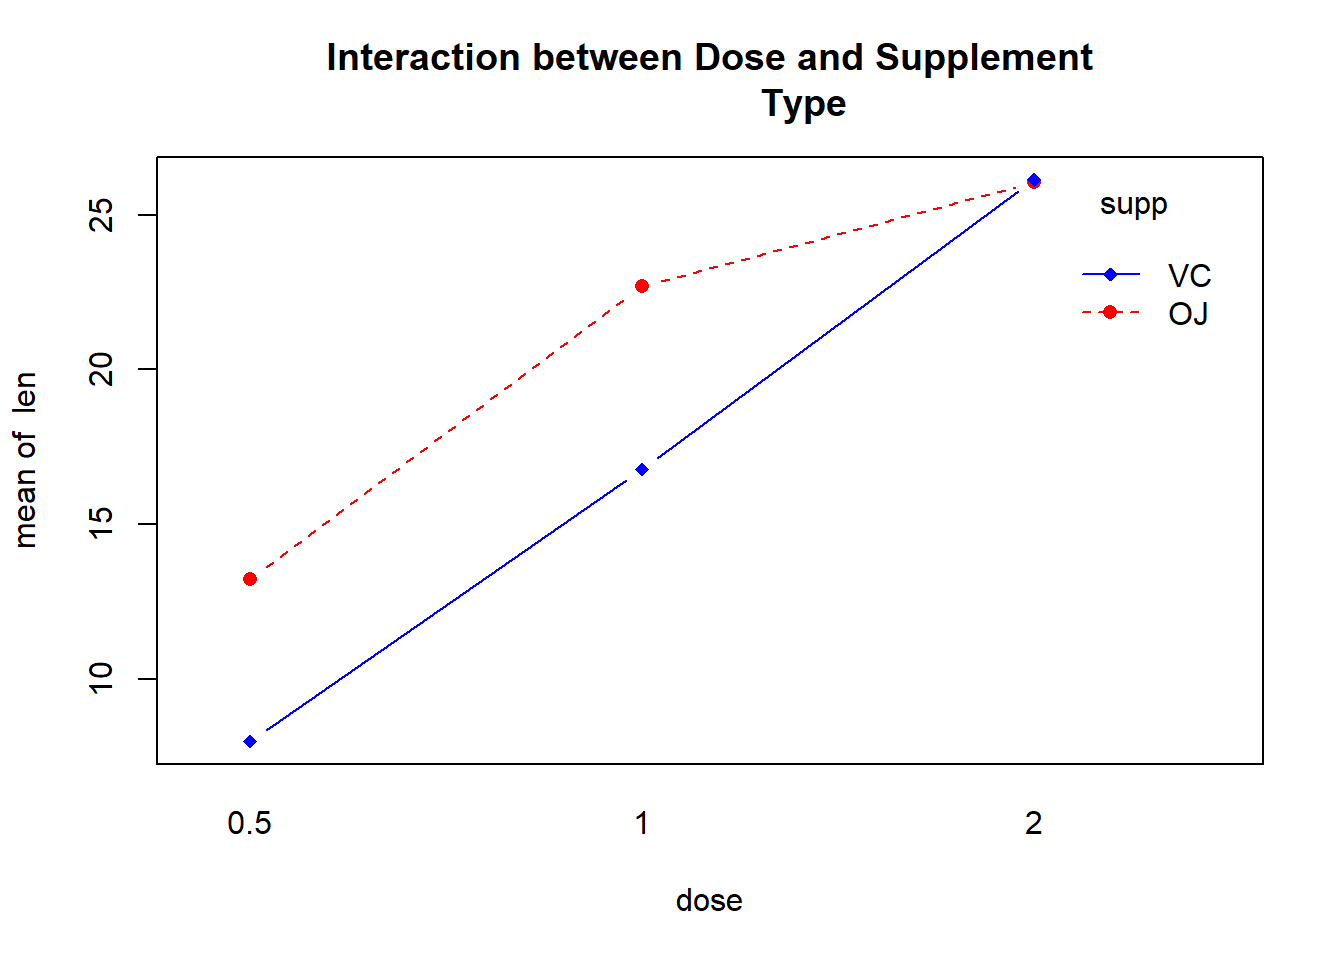 Interaction between Dose and Supplement
Type
mean of  len
25
20
15
10
supp
VC
OJ
0.5
1
2
dose